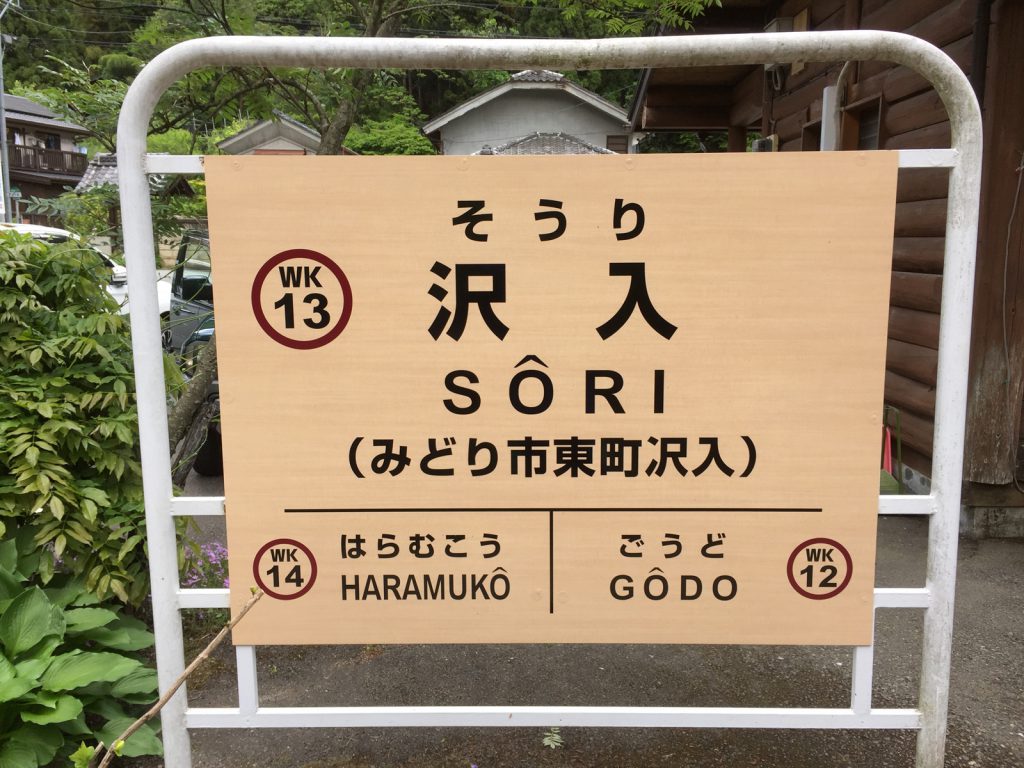 そうり
WK
13
沢入
SÔRI
（みどり市東町沢入）
WK
14
はらむこう
HARAMUKÔ
ごうど
GÔDO
WK
12